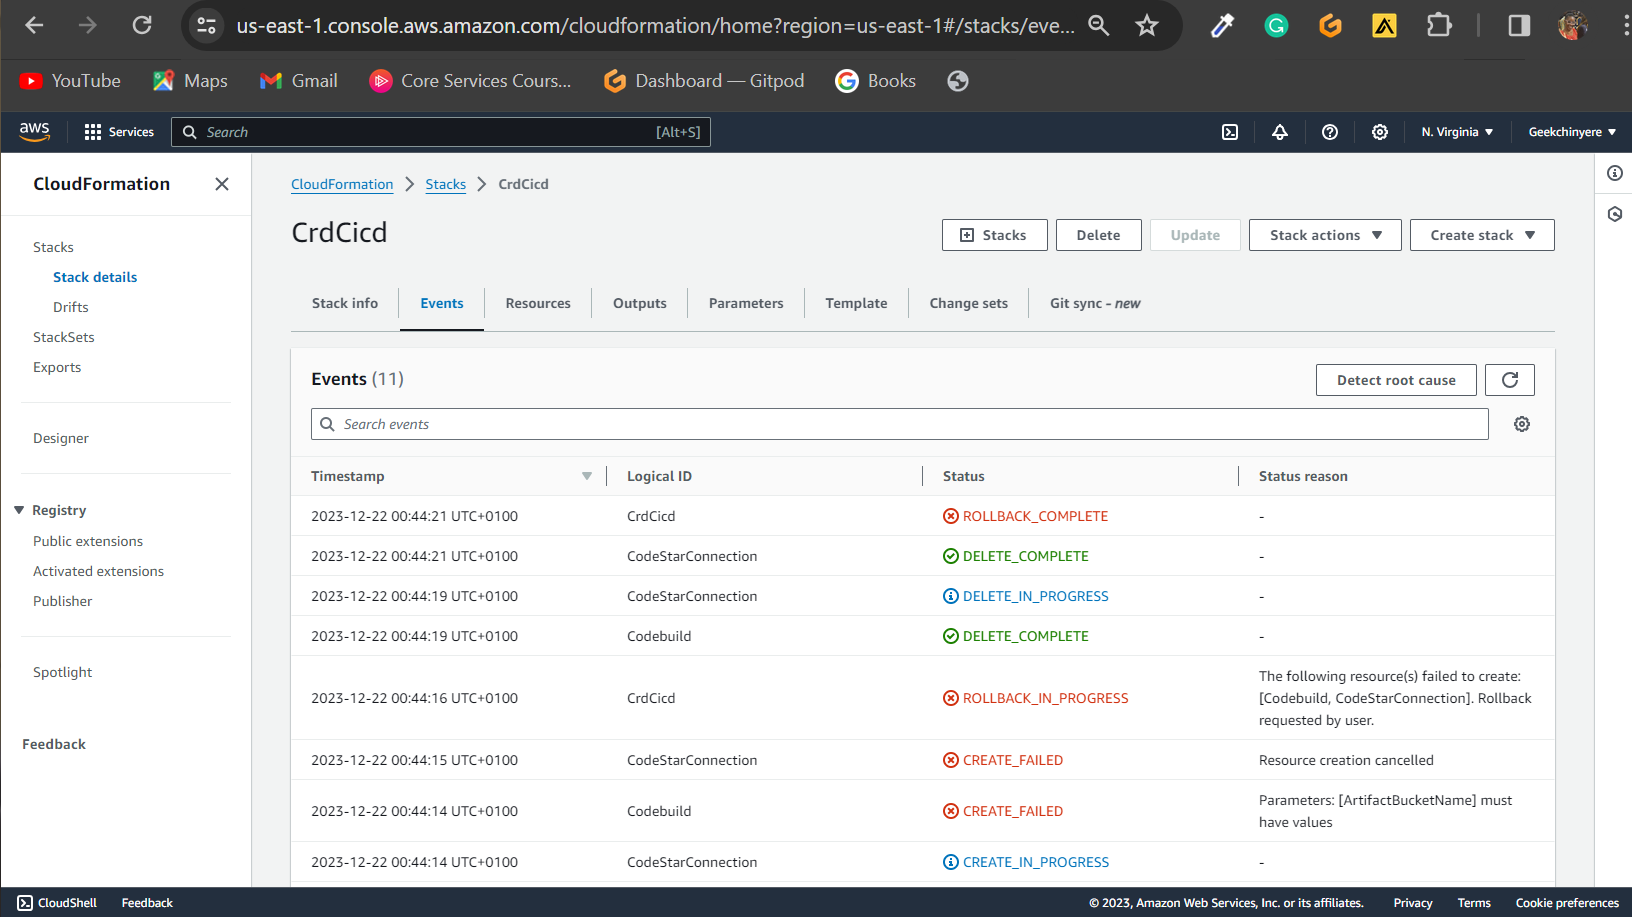 us-east-1.console.aws.amazon.com/cloudformation/home?region=us-east-1#/stacks/eve...
YouTube Maps Gmail Core Services Cours... Dashboard — Gitpod Books
aws Services Search [Alt+S] N. Virginia Geekchinyere
CloudFormation
Stacks
Stack details
Drifts
StackSets
Exports
Designer
Registry
Public extensions
Activated extensions
Publisher
Spotlight
Feedback
CloudFormation Stacks CrdCicd
CrdCicd
Stacks Delete Update Stack actions Create stack
Stack info Events Resources Outputs Parameters Template Change sets Git sync - new
Events (11)
Detect root cause
Search events
Timestamp Logical ID Status Status reason
2023-12-22 00:44:21 UTC+0100 CrdCicd ROLLBACK_COMPLETE -
2023-12-22 00:44:21 UTC+0100 CodeStarConnection DELETE_COMPLETE -
2023-12-22 00:44:19 UTC+0100 CodeStarConnection DELETE_IN_PROGRESS -
2023-12-22 00:44:19 UTC+0100 Codebuild DELETE_COMPLETE -
2023-12-22 00:44:16 UTC+0100 CrdCicd ROLLBACK_IN_PROGRESS The following resource(s) failed to create:
[Codebuild, CodeStarConnection]. Rollback
requested by user.
2023-12-22 00:44:15 UTC+0100 CodeStarConnection CREATE_FAILED Resource creation cancelled
2023-12-22 00:44:14 UTC+0100 Codebuild CREATE_FAILED Parameters: [ArtifactBucketName] must
have values
2023-12-22 00:44:14 UTC+0100 CodeStarConnection CREATE_IN_PROGRESS -
CloudShell Feedback © 2023, Amazon Web Services, Inc. or its affiliates. Privacy Terms Cookie preferences